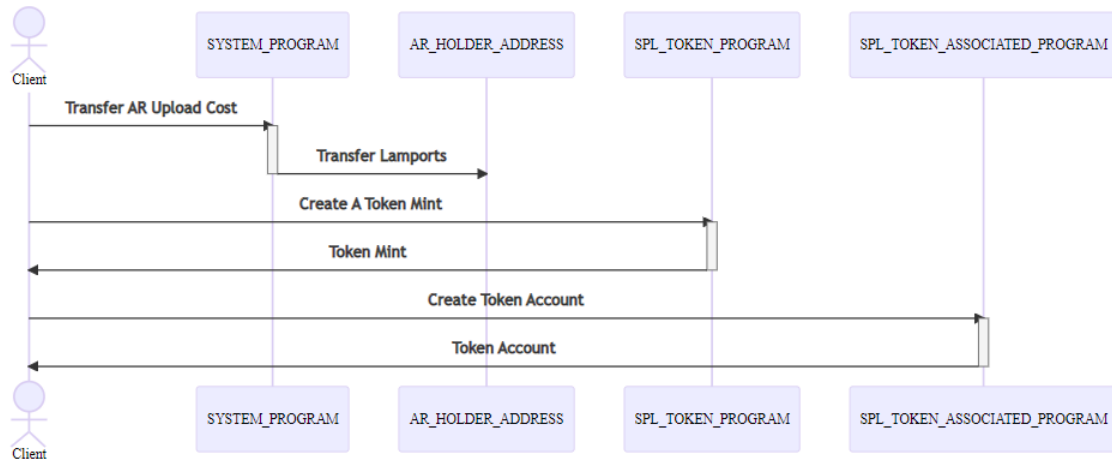 SYSTEM_PROGRAM
AR_HOLDER_ADDRESS
SPL_TOKEN_PROGRAM
SPL_TOKEN_ASSOCIATED_PROGRAM
Client
Transfer AR Upload Cost
Transfer Lamports
Create A Token Mint
Token Mint
Create Token Account
Token Account
SYSTEM_PROGRAM
AR_HOLDER_ADDRESS
SPL_TOKEN_PROGRAM
SPL_TOKEN_ASSOCIATED_PROGRAM
Client